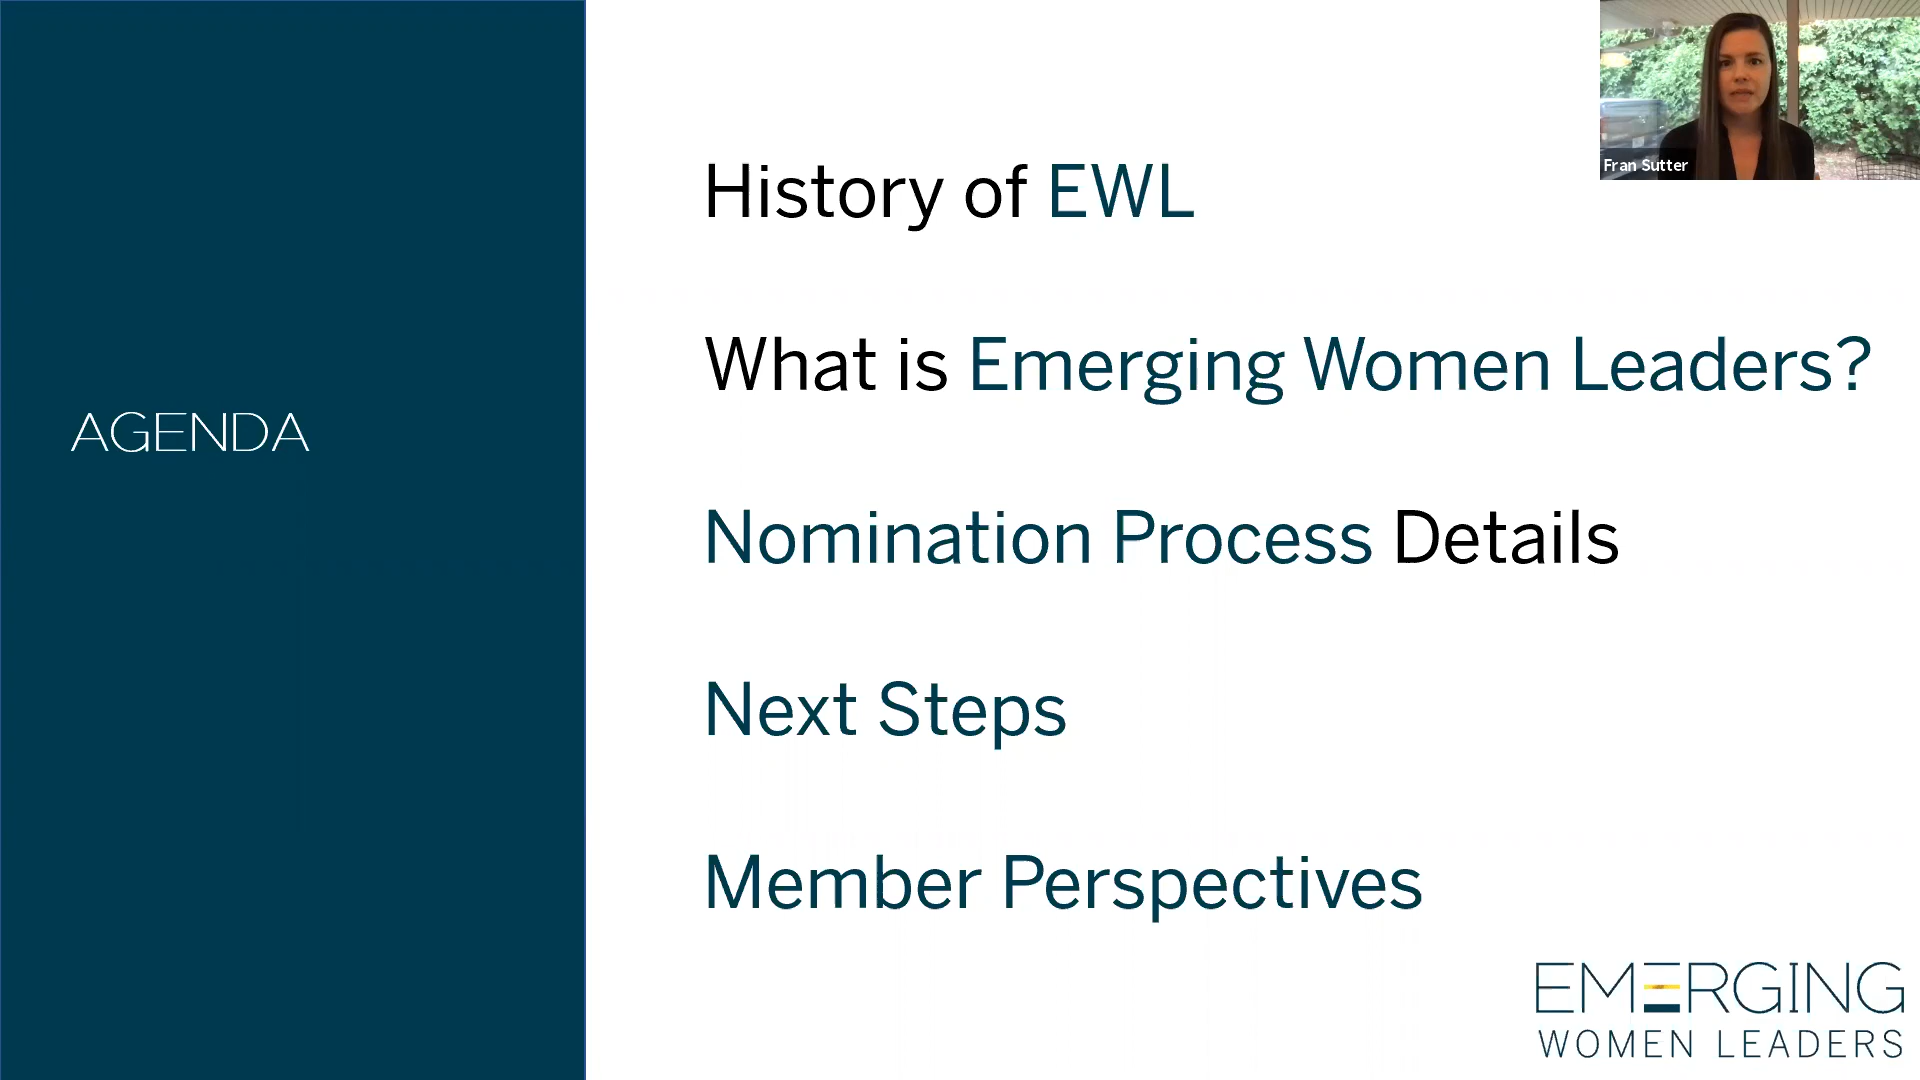 AGENDA
History of EWL
What is Emerging Women Leaders?
Nomination Process Details
Next Steps
Member Perspectives
Fran Sutter
EMERGING
WOMEN LEADERS